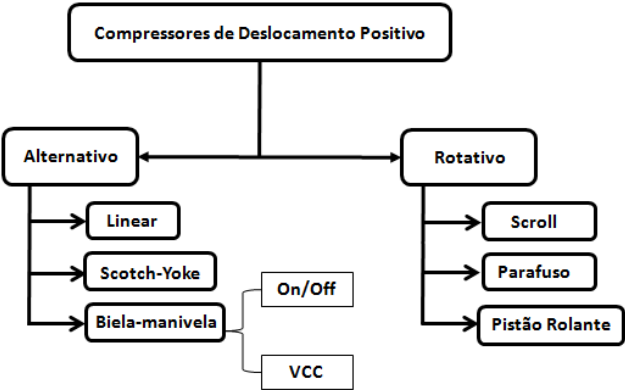 Compressores de Deslocamento Positivo
Alternativo
Rotativo
Linear
Scroll
Scotch-Yoke
Parafuso
On/Off
Biela-manivela
Pistão Rolante
VCC